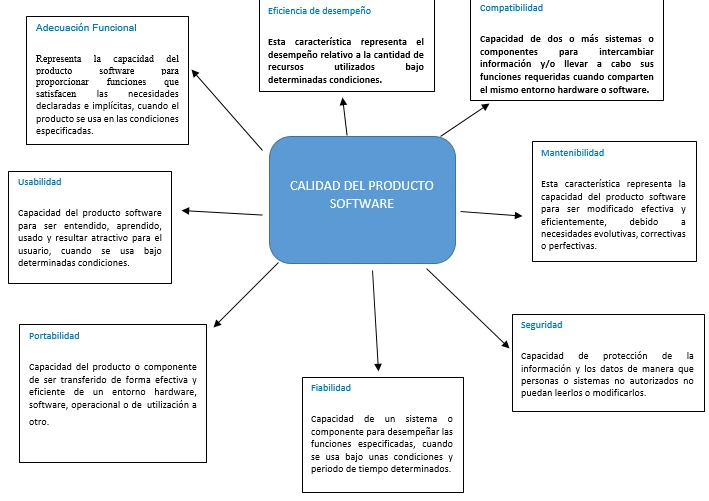 Adecuación Funcional
Representa la capacidad del
producto software para
proporcionar funciones que
satisfacen las necesidades
declaradas e implícitas, cuando el
producto se usa en las condiciones
especificadas.
Eficiencia de desempeño
Esta característica representa el
desempeño relativo a la cantidad de
recursos utilizados bajo
determinadas condiciones.
Compatibilidad
Capacidad de dos o más sistemas o
componentes para intercambiar
información y/o llevar a cabo sus
funciones requeridas cuando comparten
el mismo entorno hardware o software.
CALIDAD DEL PRODUCTO
SOFTWARE
Mantenibilidad
Esta característica representa la
capacidad del producto software
para ser modificado efectiva y
eficientemente, debido a
necesidades evolutivas, correctivas
o perfectivas.
Usabilidad
Capacidad del producto software
para ser entendido, aprendido,
usado y resultar atractivo para el
usuario, cuando se usa bajo
determinadas condiciones.
Portabilidad
Capacidad del producto o componente
de ser transferido de forma efectiva y
eficiente de un entorno hardware,
software, operacional o de utilización a
otro.
Fiabilidad
Capacidad de un sistema o
componente para desempeñar las
funciones especificadas, cuando
se usa bajo unas condiciones y
periodo de tiempo determinados.
Seguridad
Capacidad de protección de la
información y los datos de manera que
personas o sistemas no autorizados no
puedan leerlos o modificarlos.